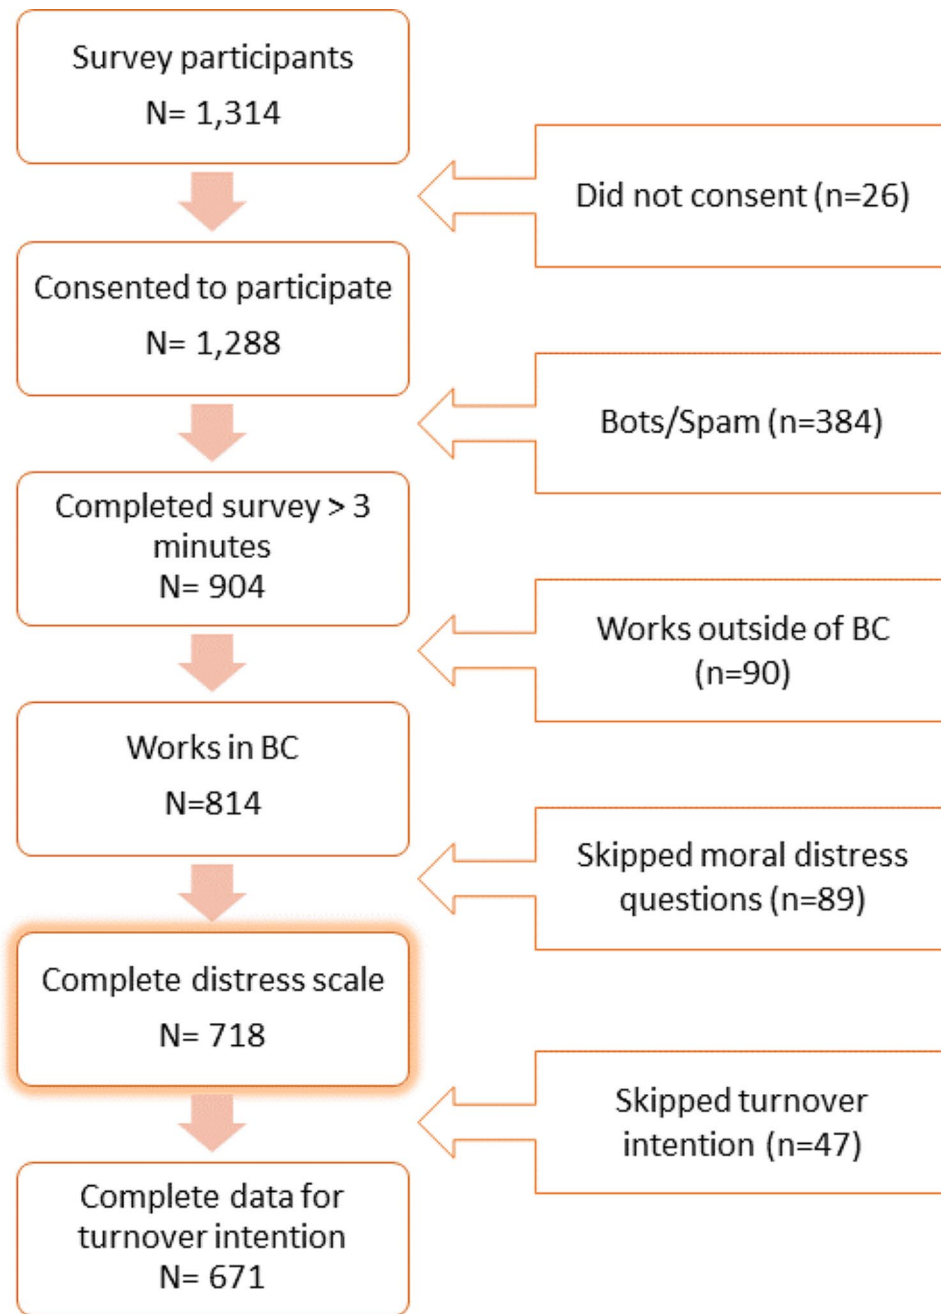 Survey participants
N= 1,314
Did not consent (n=26)
Consented to participate
N= 1,288
Bots/Spam (n=384)
Completed survey > 3
minutes
N= 904
Works outside of BC
(n=90)
Works in BC
N=814
Skipped moral distress
questions (n=89)
Complete distress scale
N= 718
Skipped turnover
intention (n=47)
Complete data for
turnover intention
N= 671